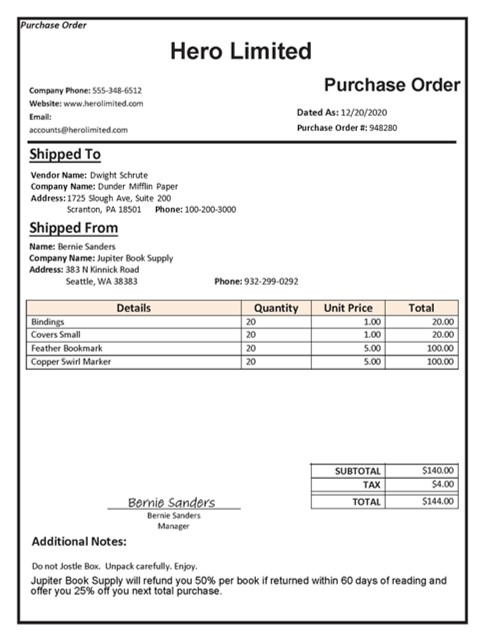 Purchase Order
Hero Limited
Company Phone: 555-348-6512
Website: www.herolimited.com
Email:
accounts@herolimited.com
Purchase Order
Dated As: 12/20/2020
Purchase Order #: 948280
Shipped To
Vendor Name: Dwight Schrute
Company Name: Dunder Mifflin Paper
Address: 1725 Slough Ave, Suite 200
Scranton, PA 18501 Phone: 100-200-3000
Shipped From
Name: Bernie Sanders
Company Name: Jupiter Book Supply
Address: 383 N Kinnick Road
Seattle, WA 38383 Phone: 932-299-0292
Details Quantity Unit Price Total
Bindings 20 1.00 20.00
Covers Small 20 1.00 20.00
Feather Bookmark 20 5.00 100.00
Copper Swirl Marker 20 5.00 100.00
SUBTOTAL $140.00
TAX $4.00
TOTAL $144.00
Bernie Sanders
Bernie Sanders
Manager
Additional Notes:
Do not Jostle Box. Unpack carefully. Enjoy.
Jupiter Book Supply will refund you 50% per book if returned within 60 days of reading and
offer you 25% off you next total purchase.